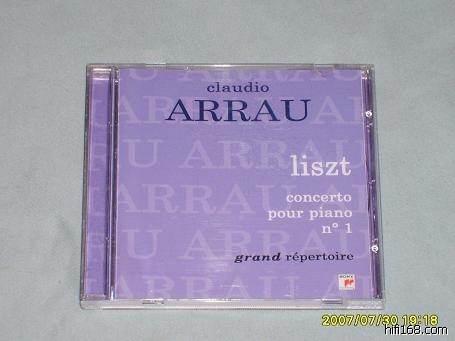 claudio
ARRAU
liszt
concerto
pour piano
n° 1
grand répertoire
SONY
2007/07/30 19:18
hifi168.com